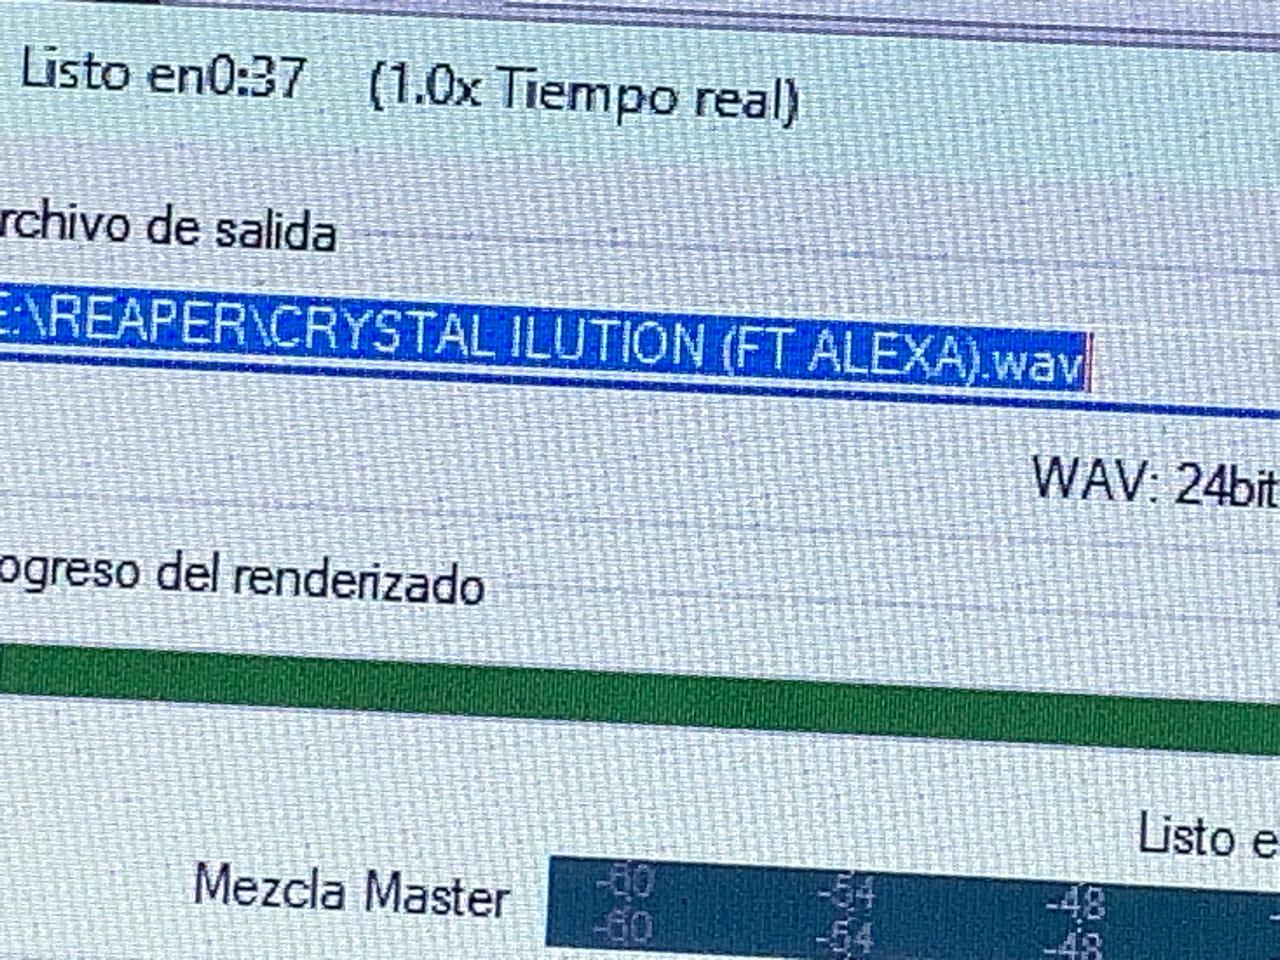 Listo en0:37 (1.0x Tiempo real)
rchivo de salida
E:\REAPER\CRYSTAL ILUTION (FT ALEXA).wav
WAV: 24bit
ogreso del renderizado
Listo e
Mezcla Master
-60 -54 -48
-60 -54 -48